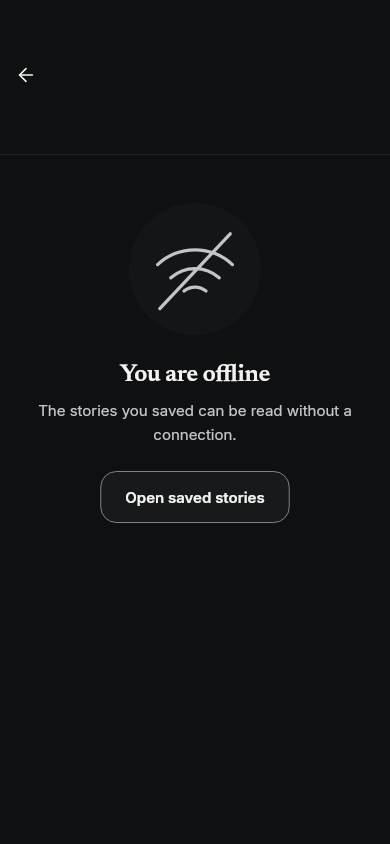 You are offline
The stories you saved can be read without a
connection.
Open saved stories